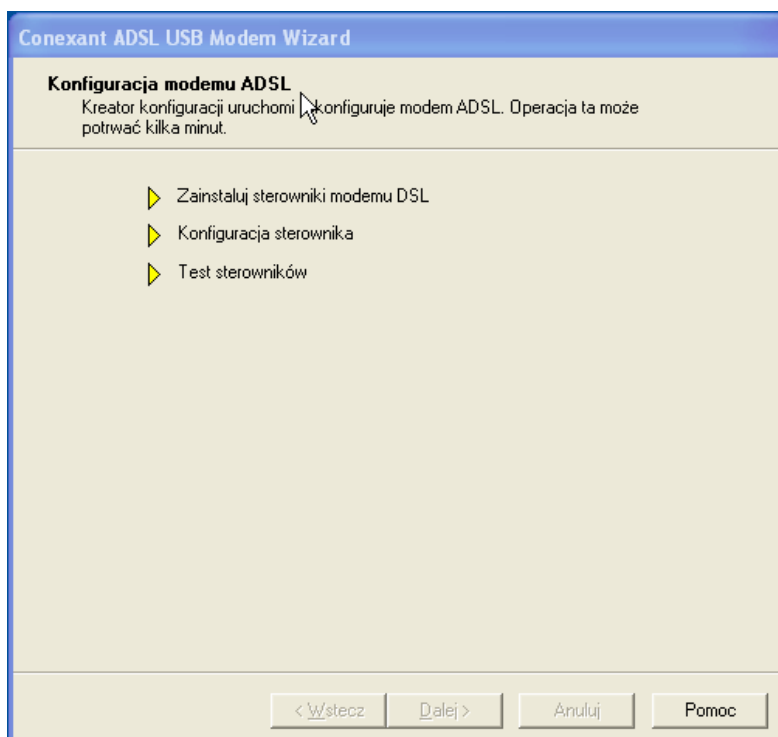 Conexant ADSL USB Modem Wizard
Konfiguracja modemu ADSL
Kreator konfiguracji uruchomi konfiguruje modem ADSL. Operacja ta może
potrwać kilka minut.
Zainstaluj sterowniki modemu DSL
Konfiguracja sterownika
Test sterowników
< Wstecz
Dalej >
Anuluj
Pomoc